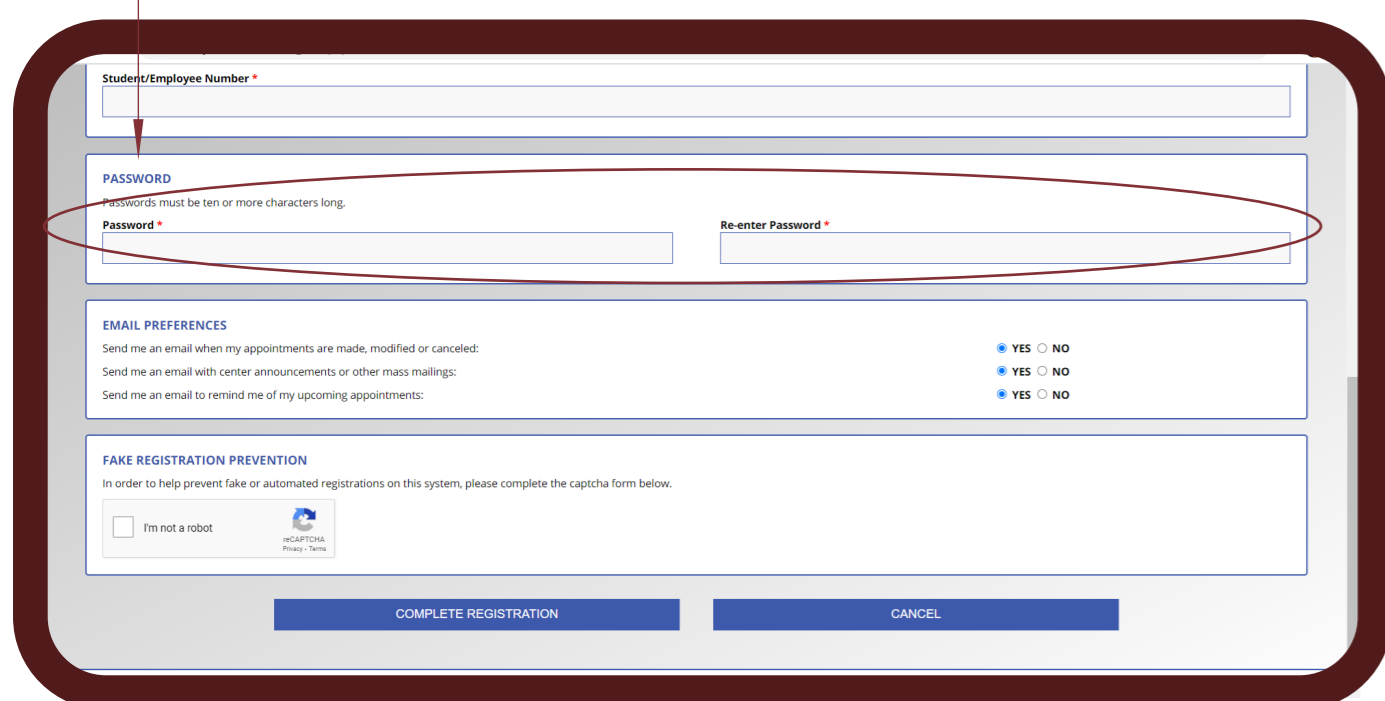 Student/Employee Number *
PASSWORD
Passwords must be ten or more characters long.
Password * Re-enter Password *
EMAIL PREFERENCES
Send me an email when my appointments are made, modified or canceled: YES NO
Send me an email with center announcements or other mass mailings: YES NO
Send me an email to remind me of my upcoming appointments: YES NO
FAKE REGISTRATION PREVENTION
In order to help prevent fake or automated registrations on this system, please complete the captcha form below.
I'm not a robot
reCAPTCHA
Privacy - Terms
COMPLETE REGISTRATION CANCEL